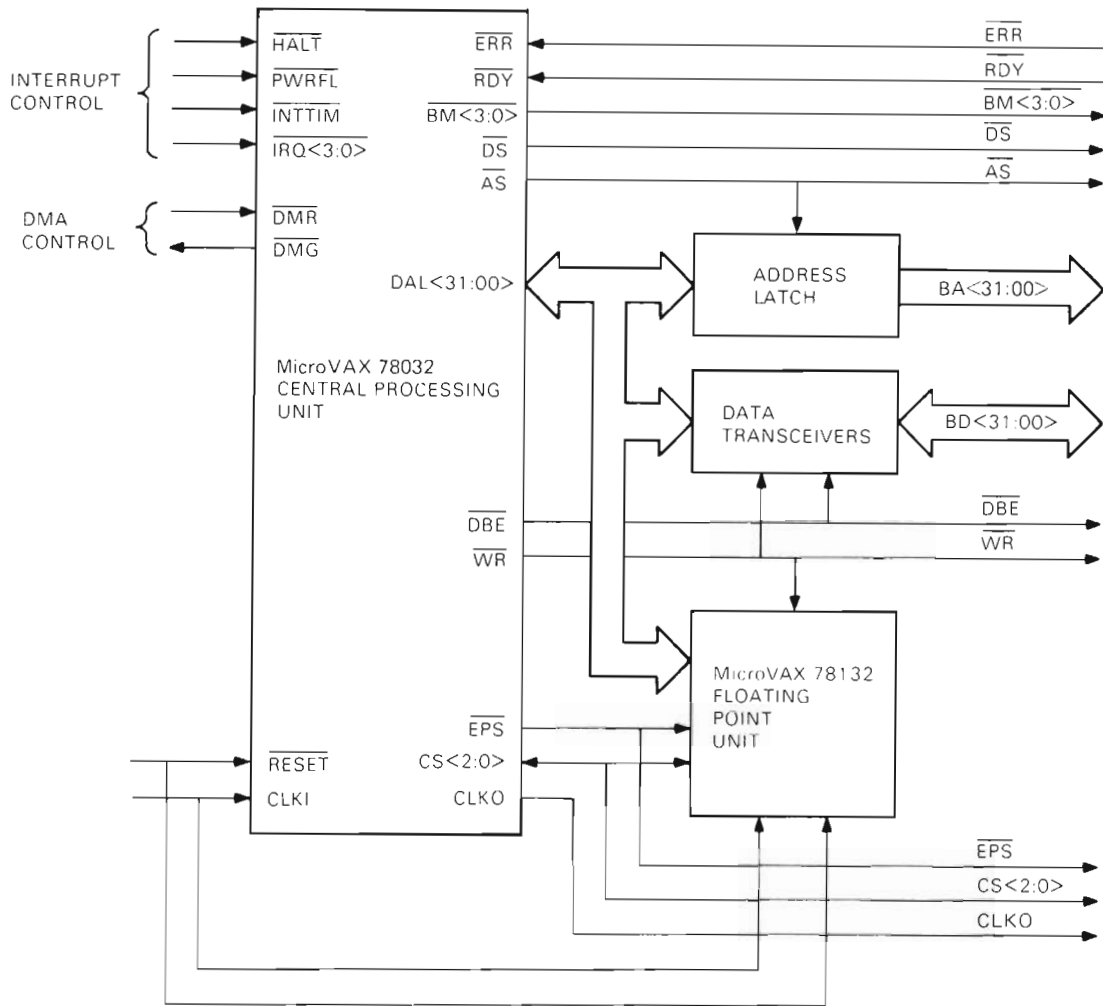 INTERRUPT
CONTROL
HALT
PWRFL
INTTIM
IRQ<3:0>
DMA
CONTROL
DMR
DMG
MicroVAX 78032
CENTRAL PROCESSING
UNIT
RESET
CLKI
ERR
RDY
BM<3:0>
DS
AS
DAL<31:00>
DBE
WR
EPS
CS<2:0>
CLKO
ERR
RDY
BM<3:0>
DS
AS
ADDRESS
LATCH
BA<31:00>
DATA
TRANSCEIVERS
BD<31:00>
DBE
WR
MicroVAX 78132
FLOATING
POINT
UNIT
EPS
CS<2:0>
CLKO